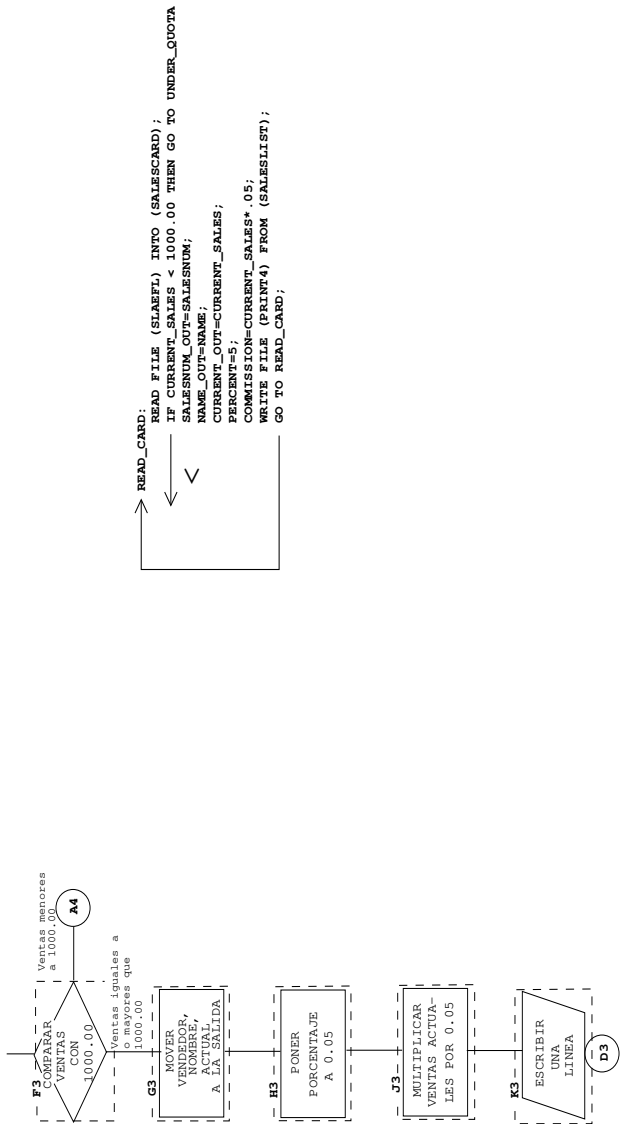 F3
COMPARAR
VENTAS
CON
1000.00
Ventas menores
a 1000.00
A4
Ventas iguales a
o mayores que
1000.00
G3
MOVER
VENDEDOR,
NOMBRE,
ACTUAL
A LA SALIDA
H3
PONER
PORCENTAJE
A 0.05
J3
MULTIPLICAR
VENTAS ACTUA-
LES POR 0.05
K3
ESCRIBIR
UNA
LINEA
D3
READ_CARD:
READ FILE (SLAEFL) INTO (SALESCARD);
IF CURRENT_SALES < 1000.00 THEN GO TO UNDER_QUOTA
<
SALESNUM_OUT=SALESNUM;
NAME_OUT=NAME;
CURRENT_OUT=CURRENT_SALES;
PERCENT=5;
COMMISSION=CURRENT_SALES*.05;
WRITE FILE (PRINT4) FROM (SALESLIST);
GO TO READ_CARD;